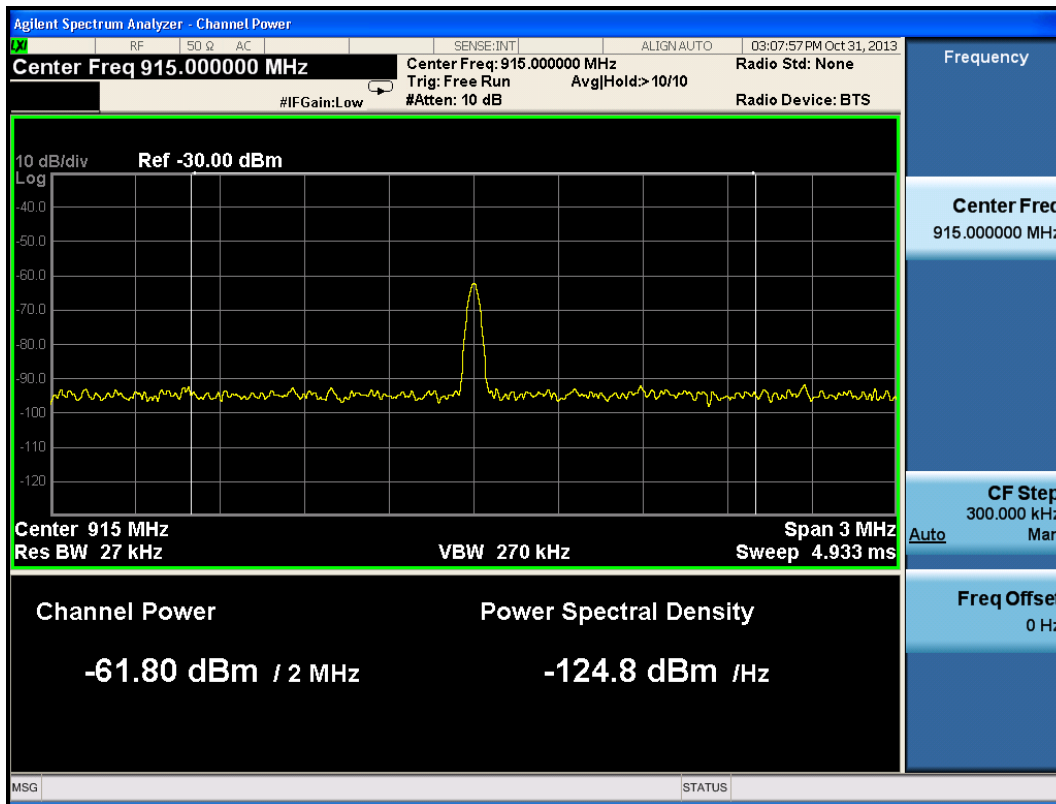 Agilent Spectrum Analyzer - Channel Power
LXI RF 50 Ω AC SENSE:INT ALIGN AUTO 03:07:57 PM Oct 31, 2013
Center Freq 915.000000 MHz
Center Freq: 915.000000 MHz Radio Std: None
Trig: Free Run Avg|Hold:> 10/10
#IFGain:Low #Atten: 10 dB Radio Device: BTS
10 dB/div Ref -30.00 dBm
Log
-40.0
-50.0
-60.0
-70.0
-80.0
-90.0
-100
-110
-120
Center 915 MHz Span 3 MHz
Res BW 27 kHz VBW 270 kHz Sweep 4.933 ms
Channel Power Power Spectral Density
-61.80 dBm / 2 MHz -124.8 dBm /Hz
MSG STATUS
Frequency
Center Freq
915.000000 MHz
CF Step
300.000 kHz
Auto Man
Freq Offset
0 Hz